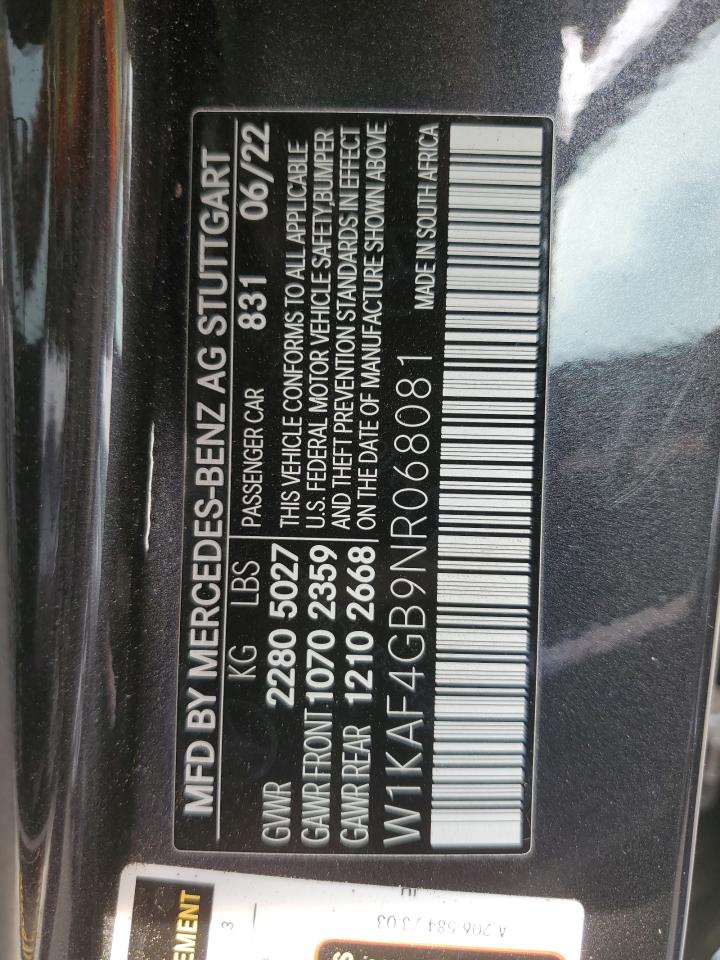 MFD BY MERCEDES-BENZ AG STUTTGART
KG LBS
GVWR 2280 5027
GAWR FRONT 1070 2359
GAWR REAR 1210 2668
PASSENGER CAR 831 06/22
THIS VEHICLE CONFORMS TO ALL APPLICABLE
U.S. FEDERAL MOTOR VEHICLE SAFETY,BUMPER
AND THEFT PREVENTION STANDARDS IN EFFECT
ON THE DATE OF MANUFACTURE SHOWN ABOVE
W1KAF4GB9NR068081 MADE IN SOUTH AFRICA
EMENT
3
A 206 584 73 03
S